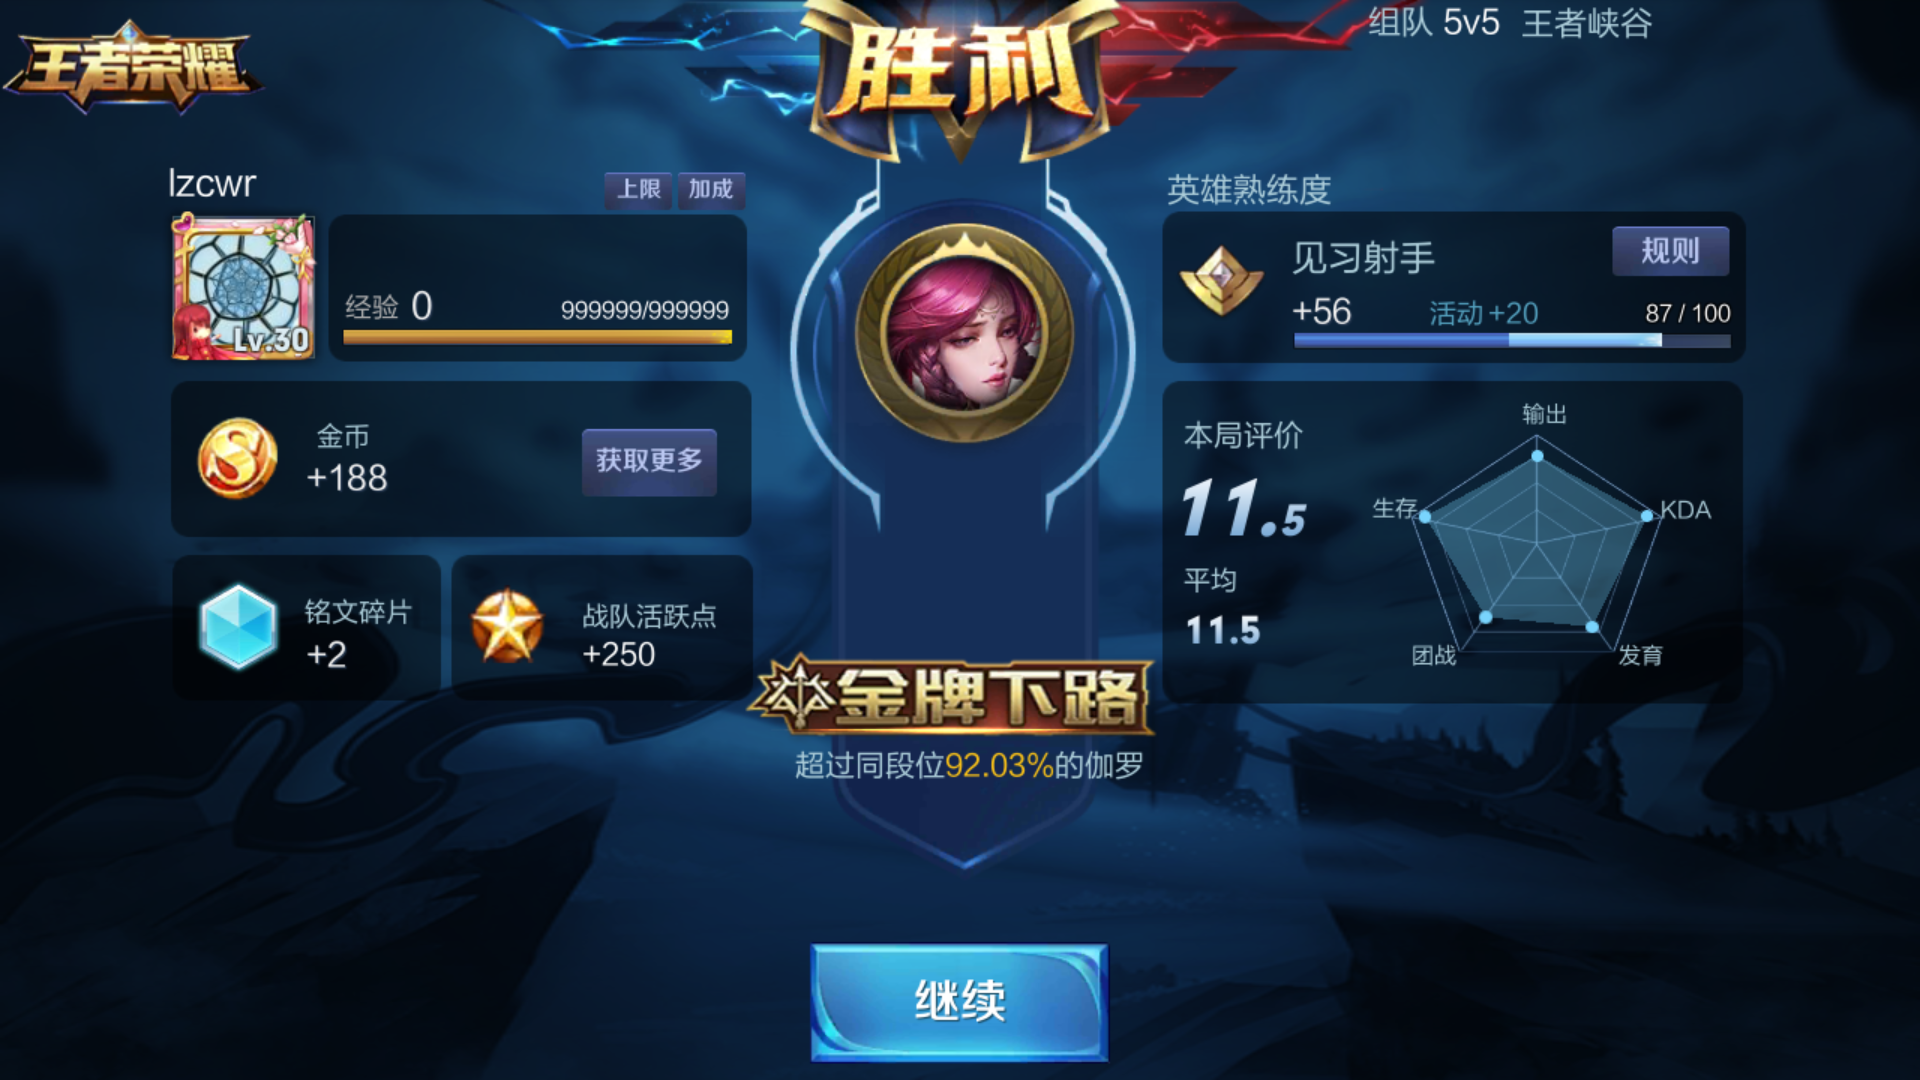 王者荣耀
胜利
组队 5v5 王者峡谷
lzcwr
上限 加成
Lv.30
经验 0 999999/999999
金币
+188
获取更多
铭文碎片
+2
战队活跃点
+250
金牌下路
超过同段位92.03%的伽罗
英雄熟练度
见习射手
规则
+56 活动+20 87 / 100
本局评价
11.5
平均
11.5
输出
生存
KDA
团战
发育
继续